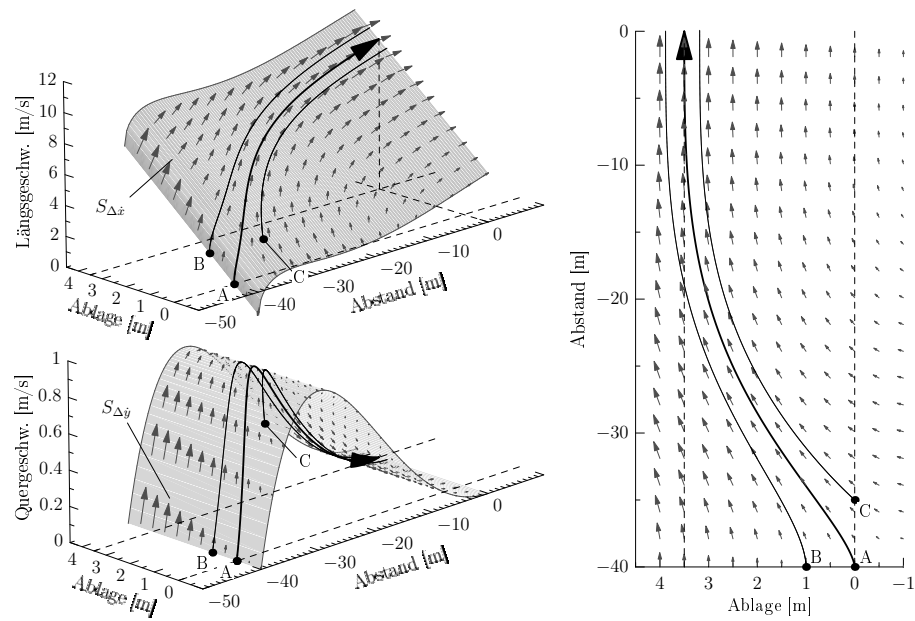 12
10
8
6
4
2
0
Längsgeschw. [m/s]
S_{Δẋ}
B
A
C
4
3
2
1
0
Ablage [m]
−50
−40
−30
−20
−10
0
Abstand [m]
1
0.8
0.6
0.4
0.2
0
Quergeschw. [m/s]
S_{Δẏ}
B
A
C
4
3
2
1
0
Ablage [m]
−50
−40
−30
−20
−10
0
Abstand [m]
0
−10
−20
−30
−40
Abstand [m]
C
B
A
4
3
2
1
0
−1
Ablage [m]